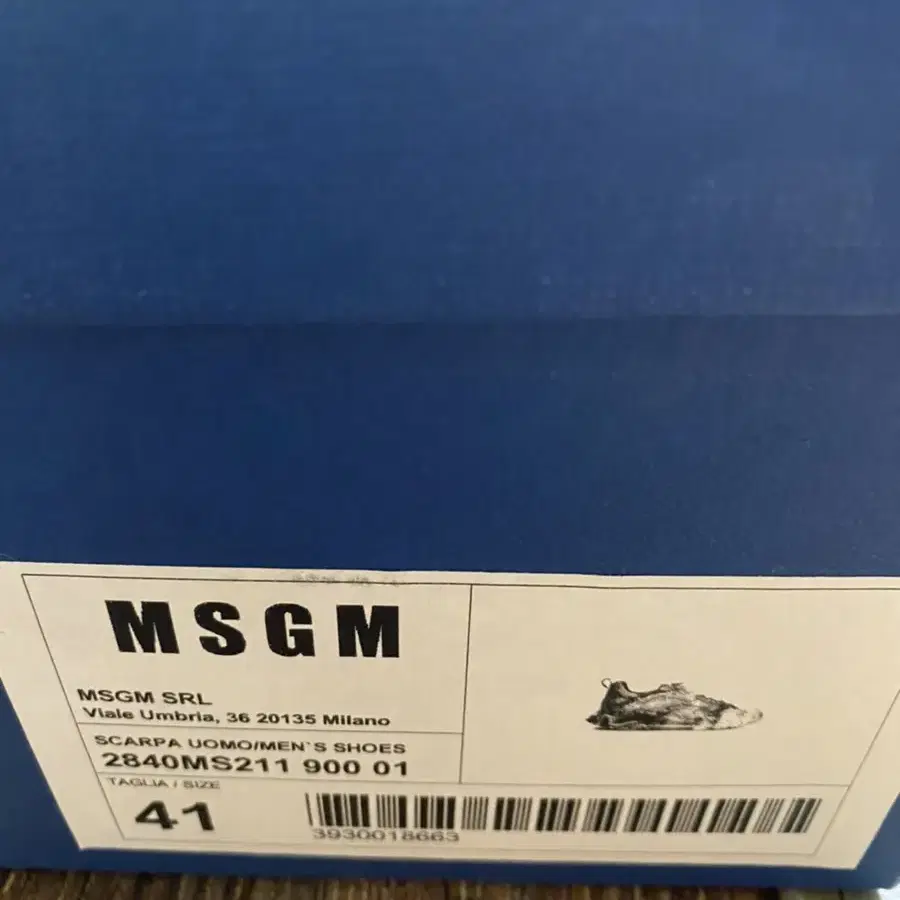 MSGM
MSGM SRL
Viale Umbria, 36 20135 Milano
SCARPA UOMO/MEN`S SHOES
2840MS211 900 01
TAGLIA / SIZE
41
3930018663